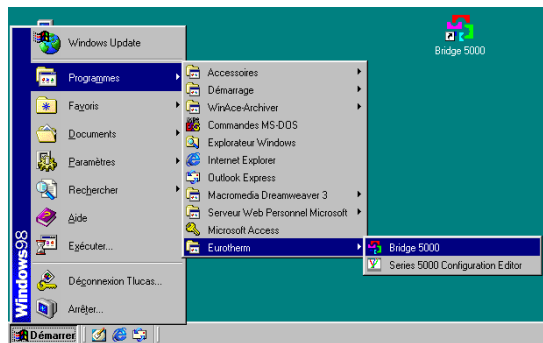 Bridge 5000
Windows Update
Programmes
Favoris
Documents
Paramètres
Rechercher
Aide
Exécuter...
Déconnexion Tlucas...
Arrêter...
Windows98
Accessoires
Démarrage
WinAce-Archiver
Commandes MS-DOS
Explorateur Windows
Internet Explorer
Outlook Express
Macromedia Dreamweaver 3
Serveur Web Personnel Microsoft
Microsoft Access
Eurotherm
Bridge 5000
Series 5000 Configuration Editor
Démarrer